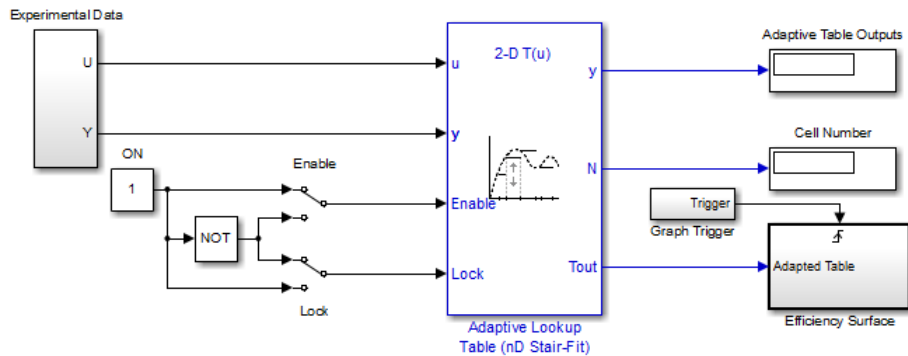 Experimental Data
U
Y
ON
1
NOT
Enable
Lock
2-D T(u)
u
y
Enable
Lock
y
N
Tout
Adaptive Lookup
Table (nD Stair-Fit)
Adaptive Table Outputs
Cell Number
Trigger
Graph Trigger
Adapted Table
Efficiency Surface